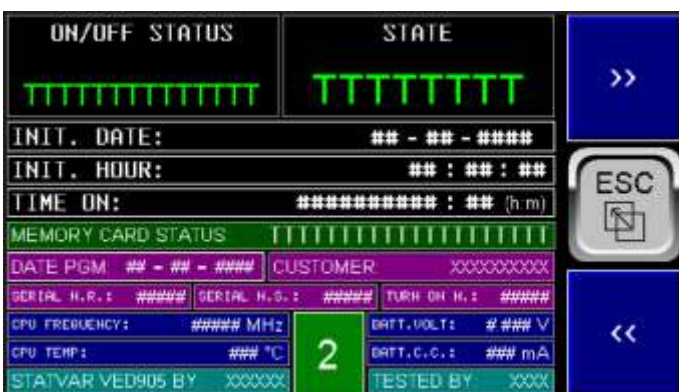 ON/OFF STATUS STATE
TTTTTTTTTTTTTT TTTTTTTT >>
INIT. DATE: ## - ## - ####
INIT. HOUR: ## : ## : ##
TIME ON: ########## : ## (h m)
ESC
MEMORY CARD STATUS TTTTTTTTTTTTTTTTTTTT
DATE PGM ## - ## - #### CUSTOMER XXXXXXXXXX
SERIAL N.R.: ##### SERIAL N.G.: ##### TURN ON N.: #####
CPU FREQUENCY: ##### MHz BATT.VOLT: #.### V
CPU TEMP: ### °C 2 BATT.C.C.: ### mA
<<
STATVAR VED905 BY XXXXXX TESTED BY XXXX